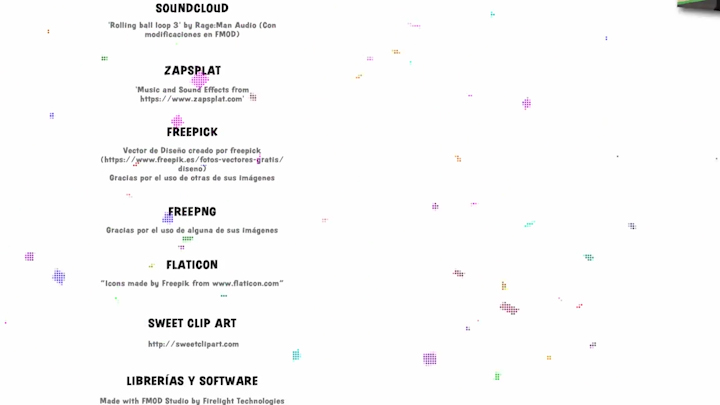 SOUNDCLOUD
'Rolling ball loop 3' by Rage:Man Audio (Con
modificaciones en FMOD)
ZAPSPLAT
'Music and Sound Effects from
https://www.zapsplat.com'
FREEPICK
Vector de Diseño creado por freepick
(https://www.freepik.es/fotos-vectores-gratis/
diseno)
Gracias por el uso de otras de sus imágenes
FREEPNG
Gracias por el uso de alguna de sus imágenes
FLATICON
"Icons made by Freepik from www.flaticon.com"
SWEET CLIP ART
http://sweetclipart.com
LIBRERÍAS Y SOFTWARE
Made with FMOD Studio by Firelight Technologies